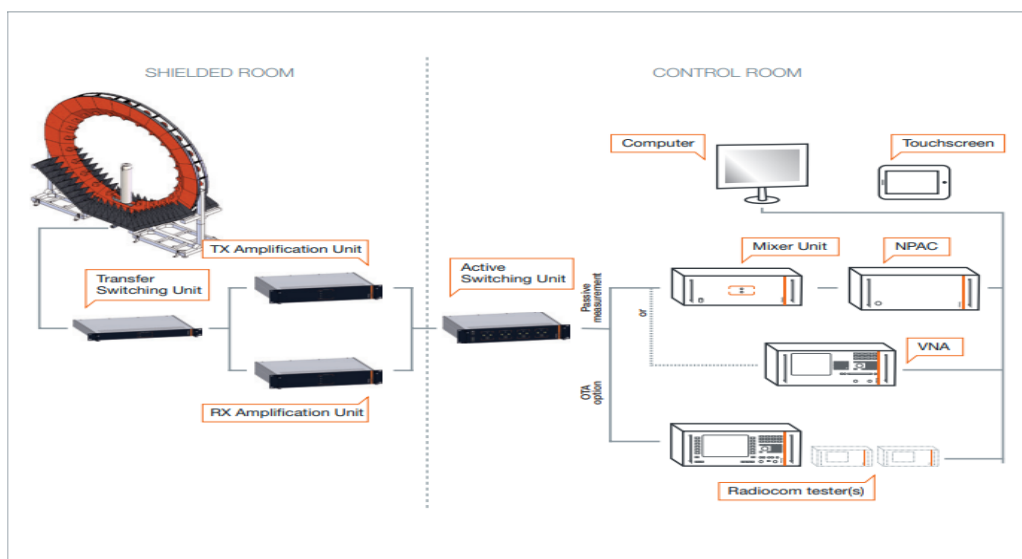 SHIELDED ROOM
CONTROL ROOM
Computer
Touchscreen
TX Amplification Unit
Mixer Unit
NPAC
Transfer
Switching Unit
Active
Switching Unit
Passive
measurement
or
VNA
OTA
option
RX Amplification Unit
Radiocom tester(s)